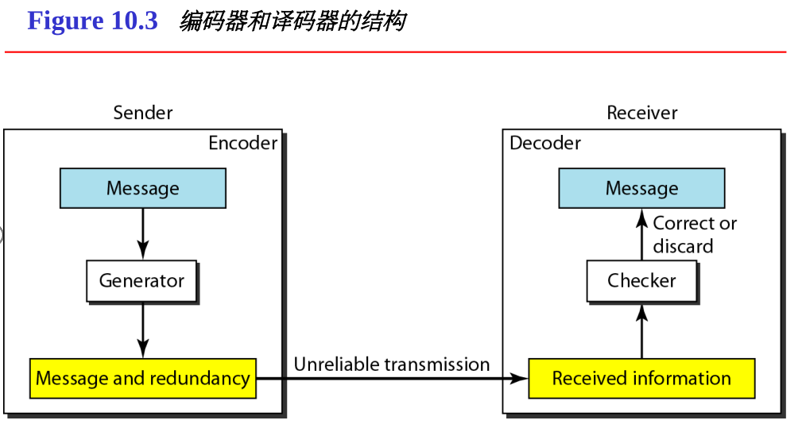 Figure 10.3 编码器和译码器的结构
Sender
Receiver
Encoder
Decoder
Message
Message
Correct or
discard
Generator
Checker
Unreliable transmission
Message and redundancy
Received information